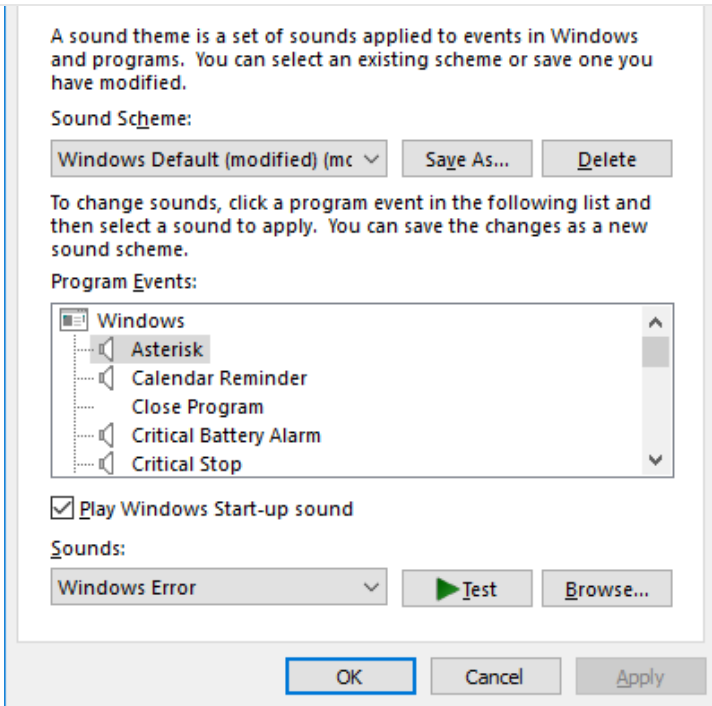 A sound theme is a set of sounds applied to events in Windows
and programs. You can select an existing scheme or save one you
have modified.
Sound Scheme:
Windows Default (modified) (mc
Save As...
Delete
To change sounds, click a program event in the following list and
then select a sound to apply. You can save the changes as a new
sound scheme.
Program Events:
Windows
Asterisk
Calendar Reminder
Close Program
Critical Battery Alarm
Critical Stop
Play Windows Start-up sound
Sounds:
Windows Error
Test
Browse...
OK
Cancel
Apply